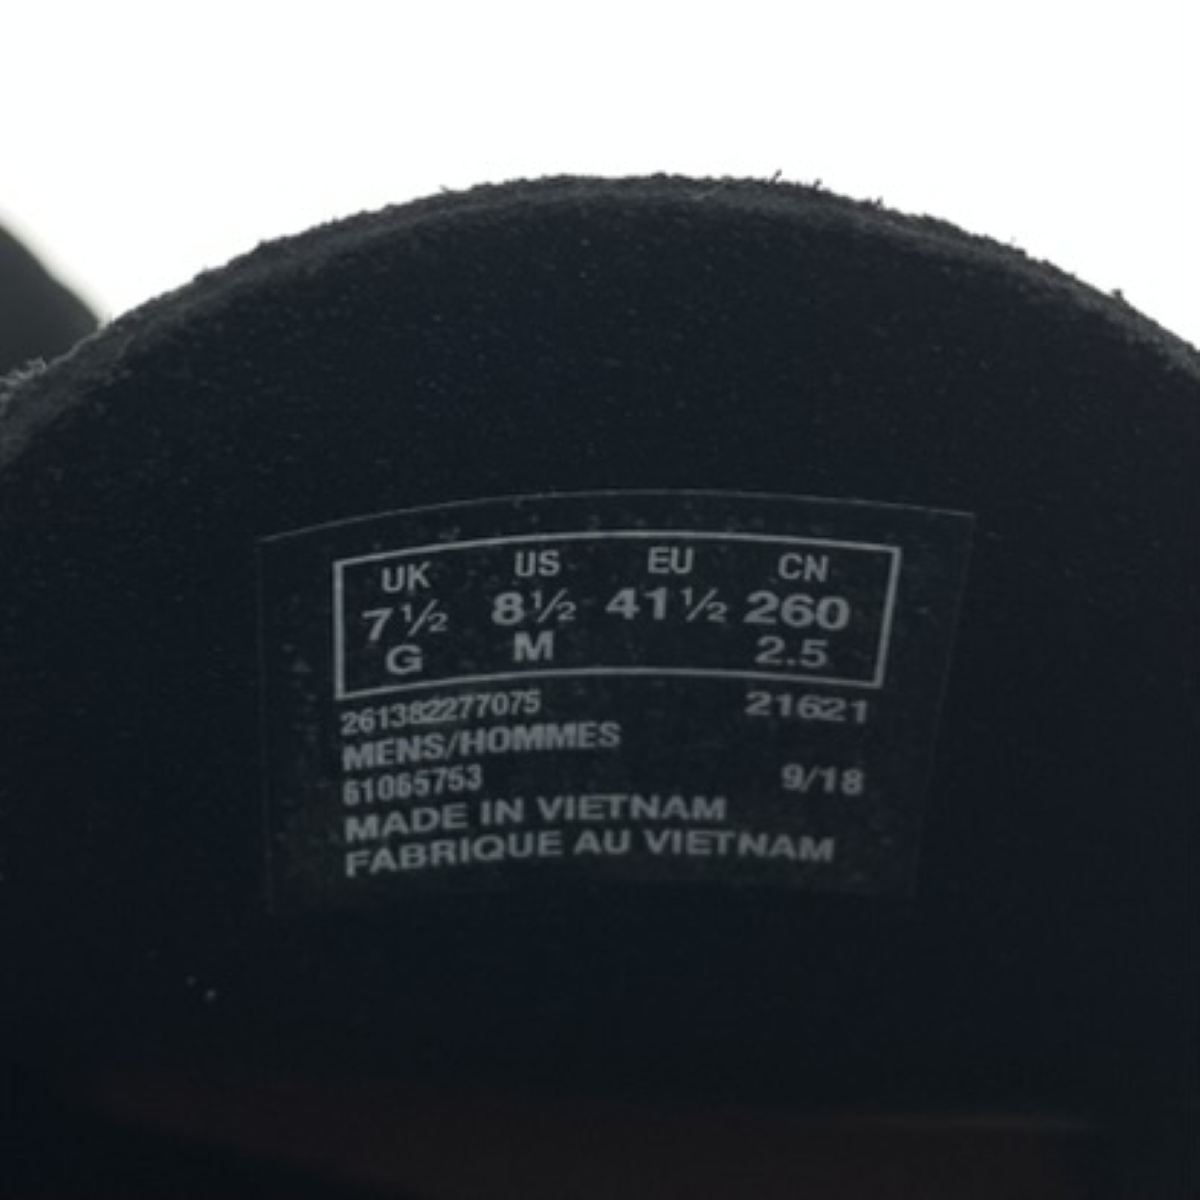 UK US EU CN
7½ 8½ 41½ 260
G M 2.5
261382277075 21621
MENS/HOMMES
61065753 9/18
MADE IN VIETNAM
FABRIQUE AU VIETNAM